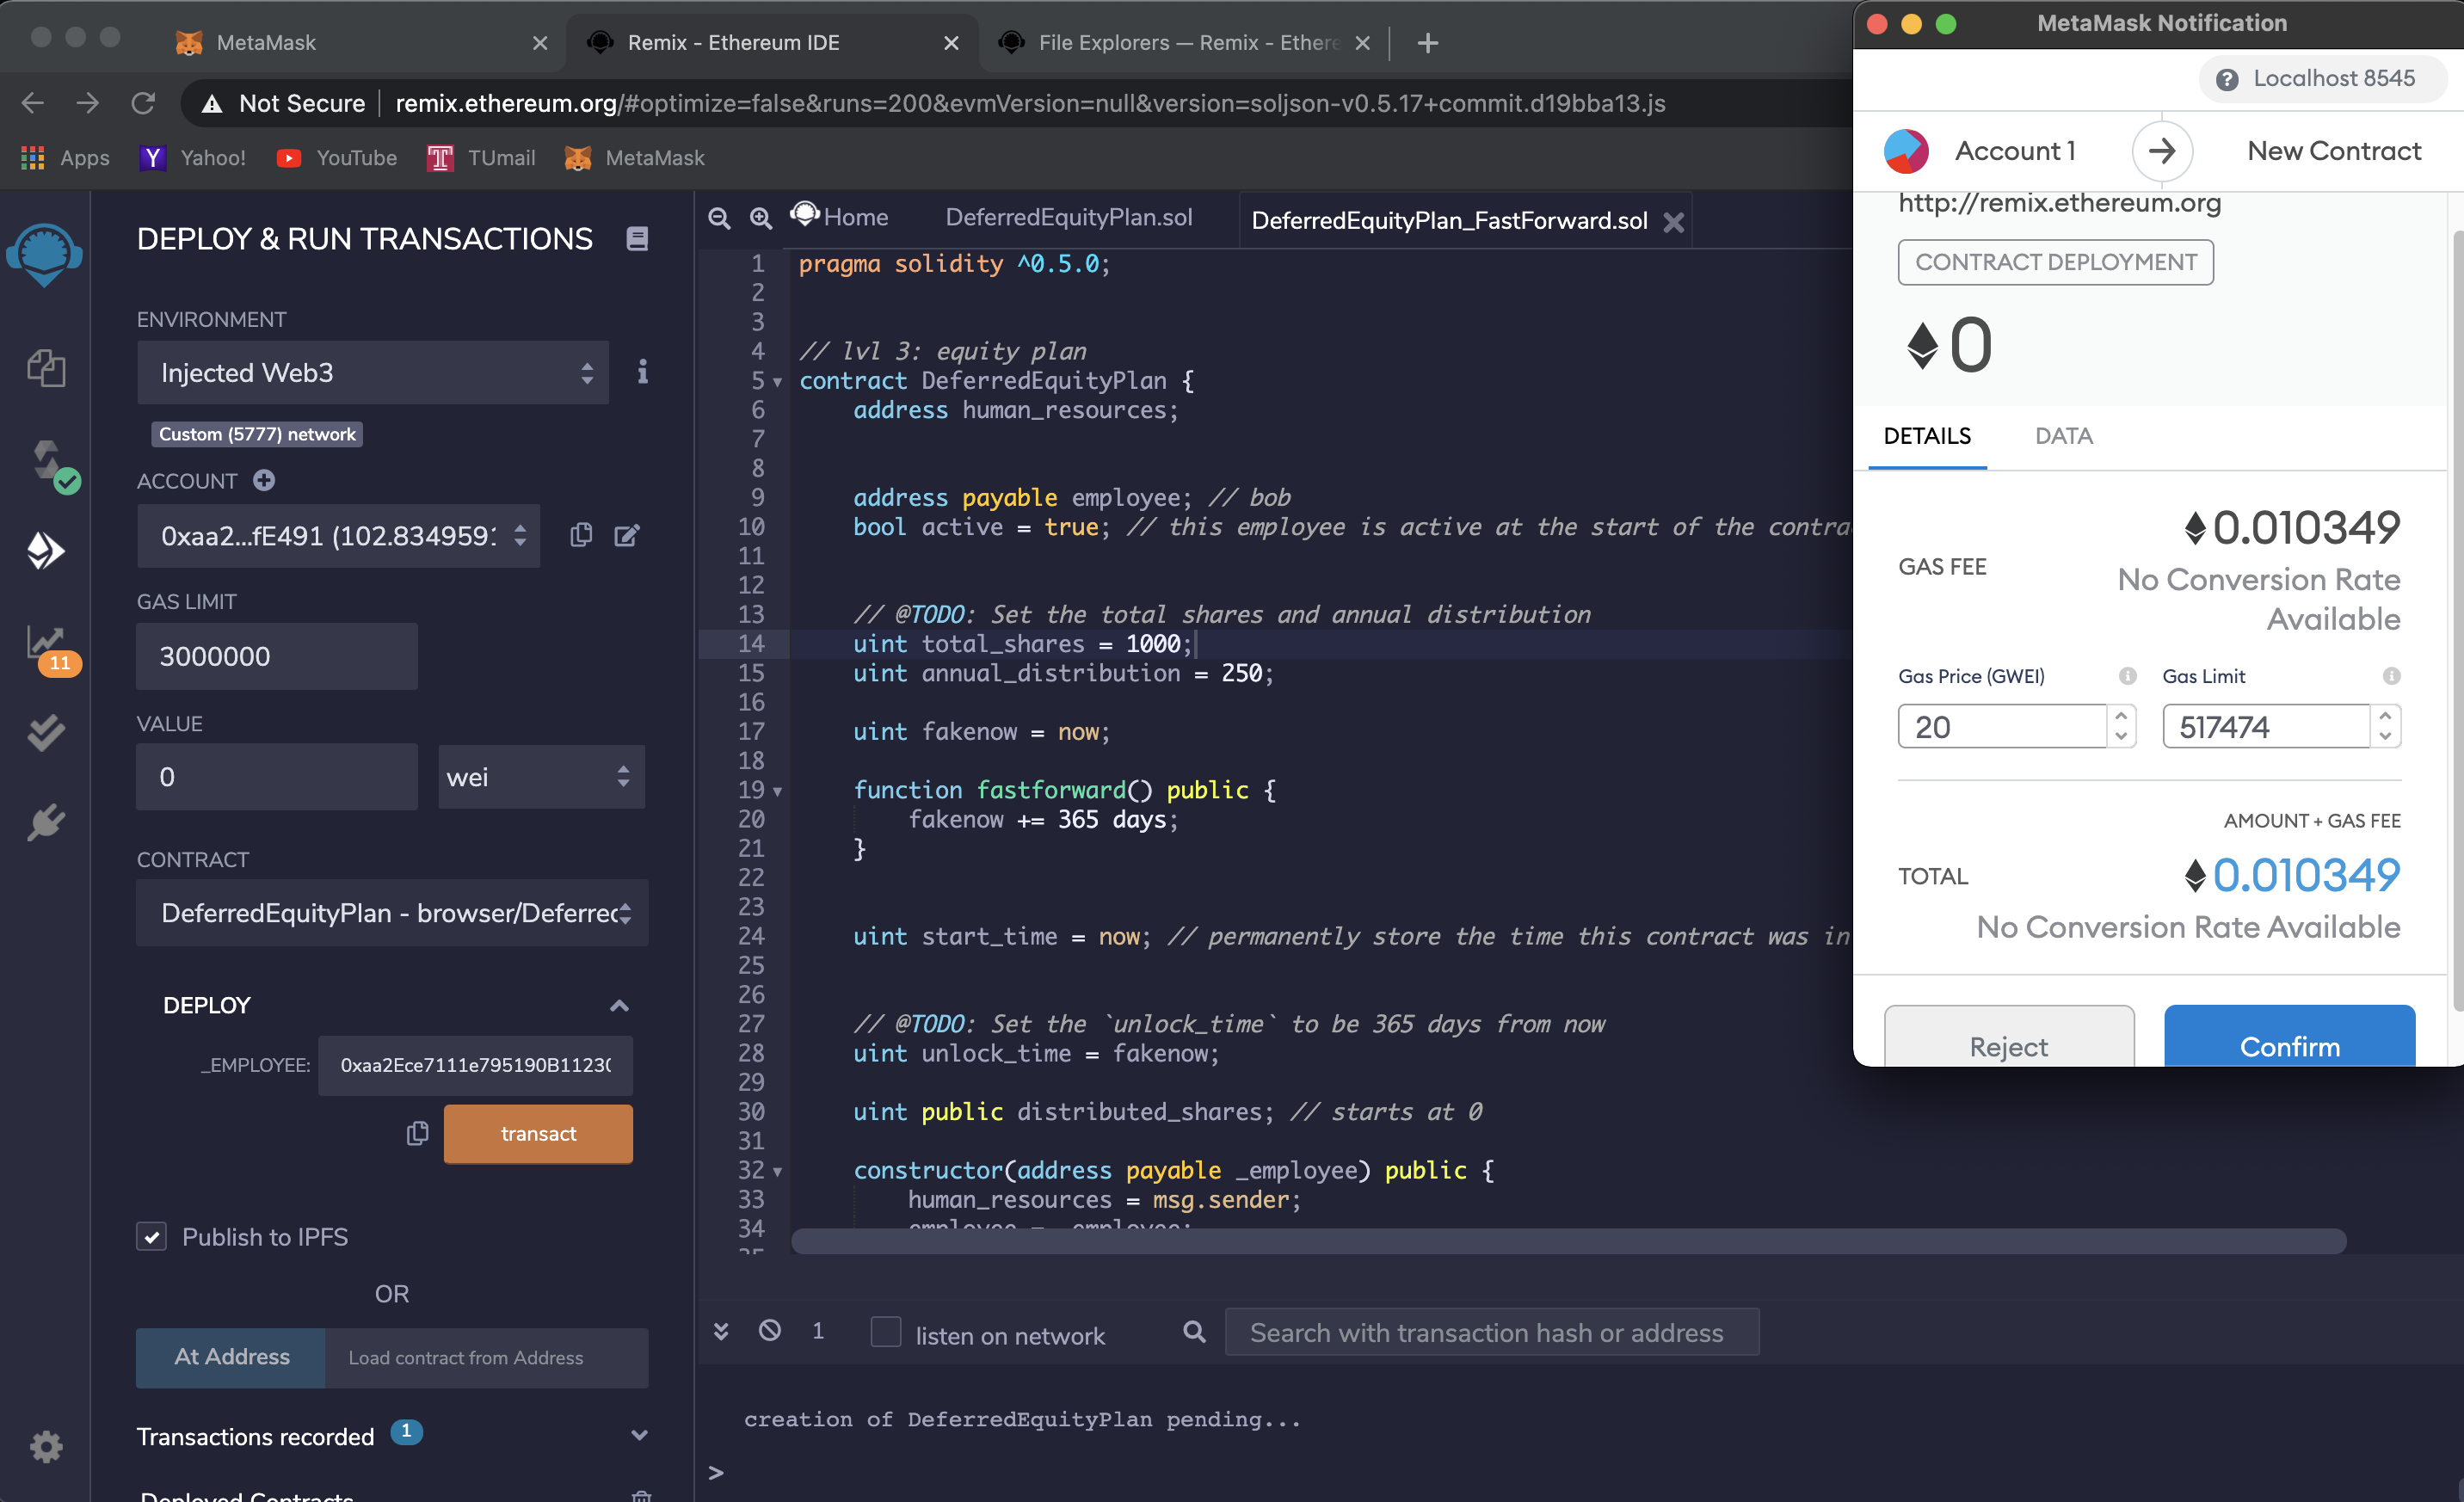 MetaMask
Remix - Ethereum IDE
File Explorers — Remix - Ethere
MetaMask Notification
Not Secure
remix.ethereum.org/#optimize=false&runs=200&evmVersion=null&version=soljson-v0.5.17+commit.d19bba13.js
Apps
Yahoo!
YouTube
TUmail
MetaMask
DEPLOY & RUN TRANSACTIONS
ENVIRONMENT
Injected Web3
Custom (5777) network
ACCOUNT
0xaa2...fE491 (102.8349591
GAS LIMIT
3000000
11
VALUE
0
wei
CONTRACT
DeferredEquityPlan - browser/Deferred
DEPLOY
_EMPLOYEE:
0xaa2Ece7111e795190B11230
transact
Publish to IPFS
OR
At Address
Load contract from Address
Transactions recorded 1
Deployed Contracts
Home
DeferredEquityPlan.sol
DeferredEquityPlan_FastForward.sol
1 pragma solidity ^0.5.0;
2
3
4 // lvl 3: equity plan
5 contract DeferredEquityPlan {
6 address human_resources;
7
8
9 address payable employee; // bob
10 bool active = true; // this employee is active at the start of the contra
11
12
13 // @TODO: Set the total shares and annual distribution
14 uint total_shares = 1000;
15 uint annual_distribution = 250;
16
17 uint fakenow = now;
18
19 function fastforward() public {
20 fakenow += 365 days;
21 }
22
23
24 uint start_time = now; // permanently store the time this contract was in
25
26
27 // @TODO: Set the `unlock_time` to be 365 days from now
28 uint unlock_time = fakenow;
29
30 uint public distributed_shares; // starts at 0
31
32 constructor(address payable _employee) public {
33 human_resources = msg.sender;
34 employee = _employee;
35
1
listen on network
Search with transaction hash or address
creation of DeferredEquityPlan pending...
>
Localhost 8545
Account 1
New Contract
http://remix.ethereum.org
CONTRACT DEPLOYMENT
0
DETAILS
DATA
GAS FEE
0.010349
No Conversion Rate
Available
Gas Price (GWEI)
Gas Limit
20
517474
AMOUNT + GAS FEE
TOTAL
0.010349
No Conversion Rate Available
Reject
Confirm